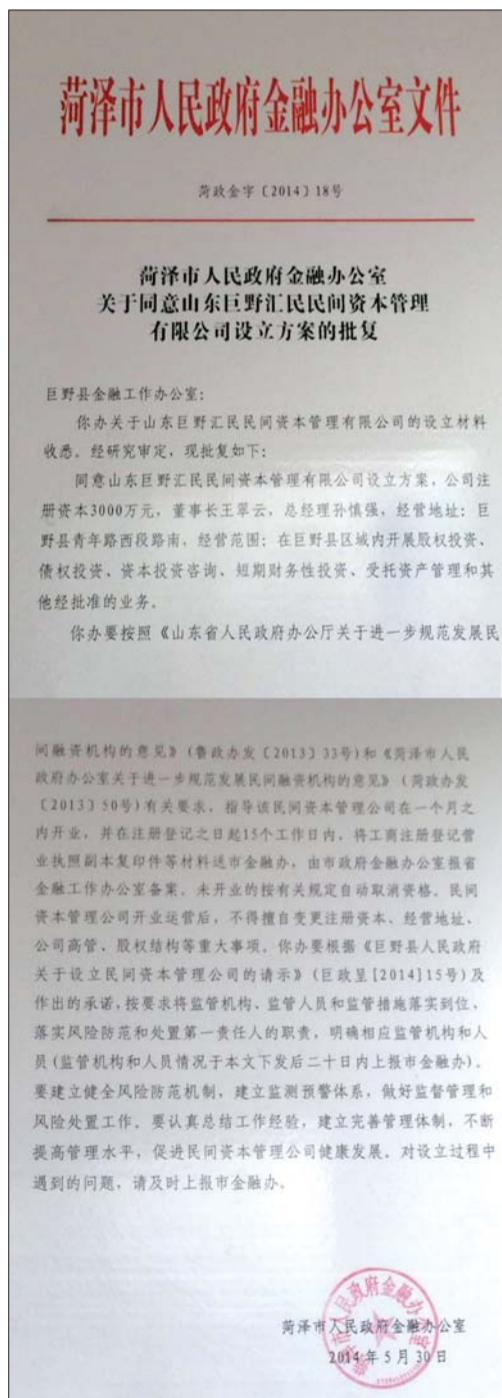 菏泽市人民政府金融办公室文件
菏政金字〔2014〕18号
菏泽市人民政府金融办公室
关于同意山东巨野汇民民间资本管理
有限公司设立方案的批复
巨野县金融工作办公室：
你办关于山东巨野汇民民间资本管理有限公司的设立材料
收悉。经研究审定，现批复如下：
同意山东巨野汇民民间资本管理有限公司设立方案，公司注
册资本3000万元，董事长王翠云，总经理孙慎强，经营地址：巨
野县青年路西段路南，经营范围：在巨野县区域内开展股权投资、
债权投资、资本投资咨询、短期财务性投资、受托资产管理和其
他经批准的业务。
你办要按照《山东省人民政府办公厅关于进一步规范发展民
间融资机构的意见》(鲁政办发〔2013〕33号)和《菏泽市人民
政府办公室关于进一步规范发展民间融资机构的意见》(菏政办发
〔2013〕50号)有关要求，指导该民间资本管理公司在一个月之
内开业，并在注册登记之日起15个工作日内，将工商注册登记营
业执照副本复印件等材料送市金融办，由市政府金融办公室报省
金融工作办公室备案。未开业的按有关规定自动取消资格。民间
资本管理公司开业运营后，不得擅自变更注册资本、经营地址、
公司高管、股权结构等重大事项。你办要根据《巨野县人民政府
关于设立民间资本管理公司的请示》(巨政呈[2014]15号)及
作出的承诺，按要求将监管机构、监管人员和监管措施落实到位，
落实风险防范和处置第一责任人的职责，明确相应监管机构和人
员(监管机构和人员情况于本文下发后二十日内上报市金融办)。
要建立健全风险防范机制，建立监测预警体系，做好监督管理和
风险处置工作。要认真总结工作经验，建立完善管理体制，不断
提高管理水平，促进民间资本管理公司健康发展。对设立过程中
遇到的问题，请及时上报市金融办。
菏泽市人民政府金融办公室
2014年5月30日
菏泽市人民政府金融办公室